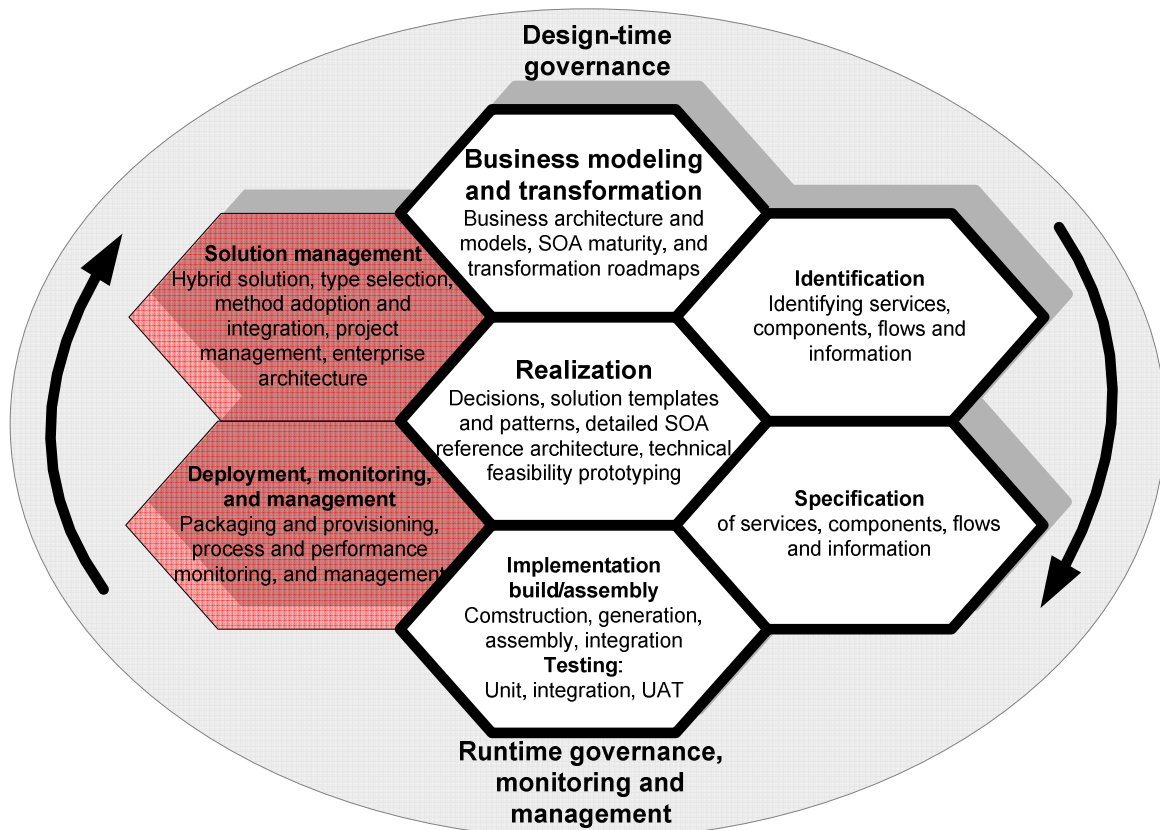 Design-time
governance
Business modeling
and transformation
Business architecture and
models, SOA maturity, and
transformation roadmaps
Solution management
Hybrid solution, type selection,
method adoption and
integration, project
management, enterprise
architecture
Identification
Identifying services,
components, flows and
information
Realization
Decisions, solution templates
and patterns, detailed SOA
reference architecture, technical
feasibility prototyping
Deployment, monitoring,
and management
Packaging and provisioning,
process and performance
monitoring, and management
Specification
of services, components, flows
and information
Implementation
build/assembly
Comstruction, generation,
assembly, integration
Testing:
Unit, integration, UAT
Runtime governance,
monitoring and
management